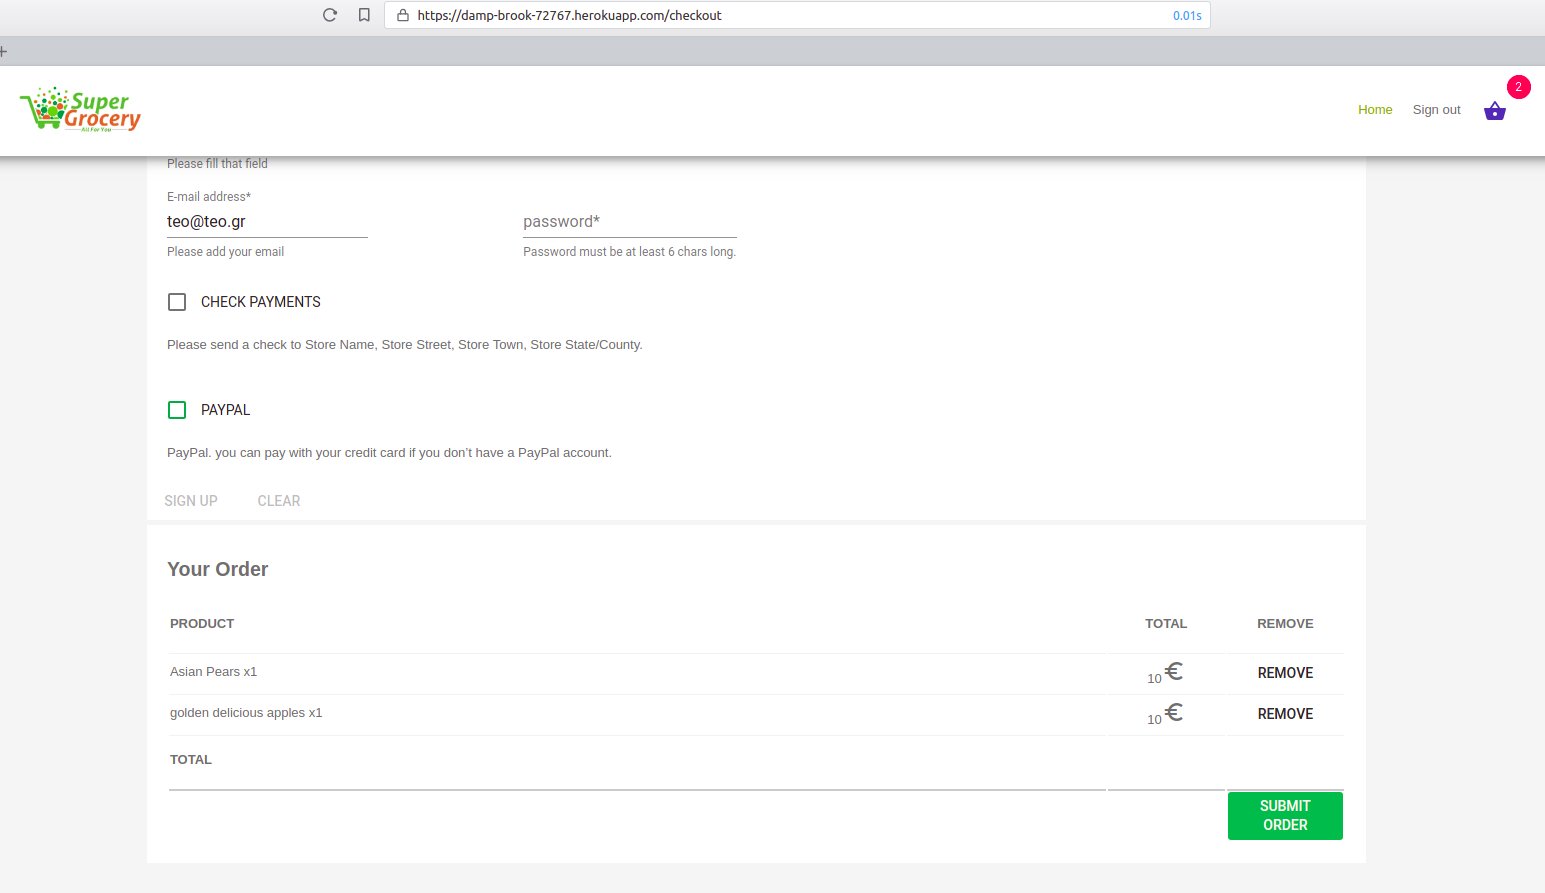 https://damp-brook-72767.herokuapp.com/checkout 0.01s
+
2
Super
Grocery
All For You
Home Sign out
Please fill that field
E-mail address*
teo@teo.gr password*
Please add your email Password must be at least 6 chars long.
CHECK PAYMENTS
Please send a check to Store Name, Store Street, Store Town, Store State/County.
PAYPAL
PayPal. you can pay with your credit card if you don’t have a PayPal account.
SIGN UP CLEAR
Your Order
PRODUCT TOTAL REMOVE
Asian Pears x1 10 € REMOVE
golden delicious apples x1 10 € REMOVE
TOTAL
SUBMIT
ORDER